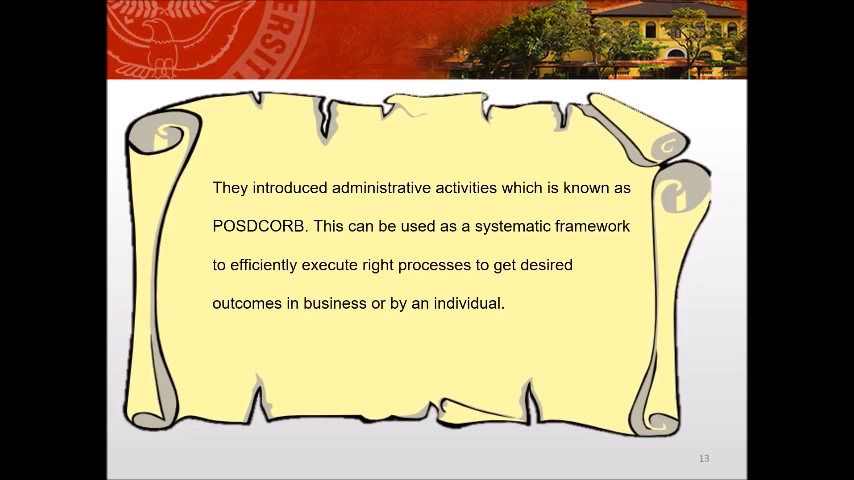 ERSIT
They introduced administrative activities which is known as
POSDCORB. This can be used as a systematic framework
to efficiently execute right processes to get desired
outcomes in business or by an individual.
13